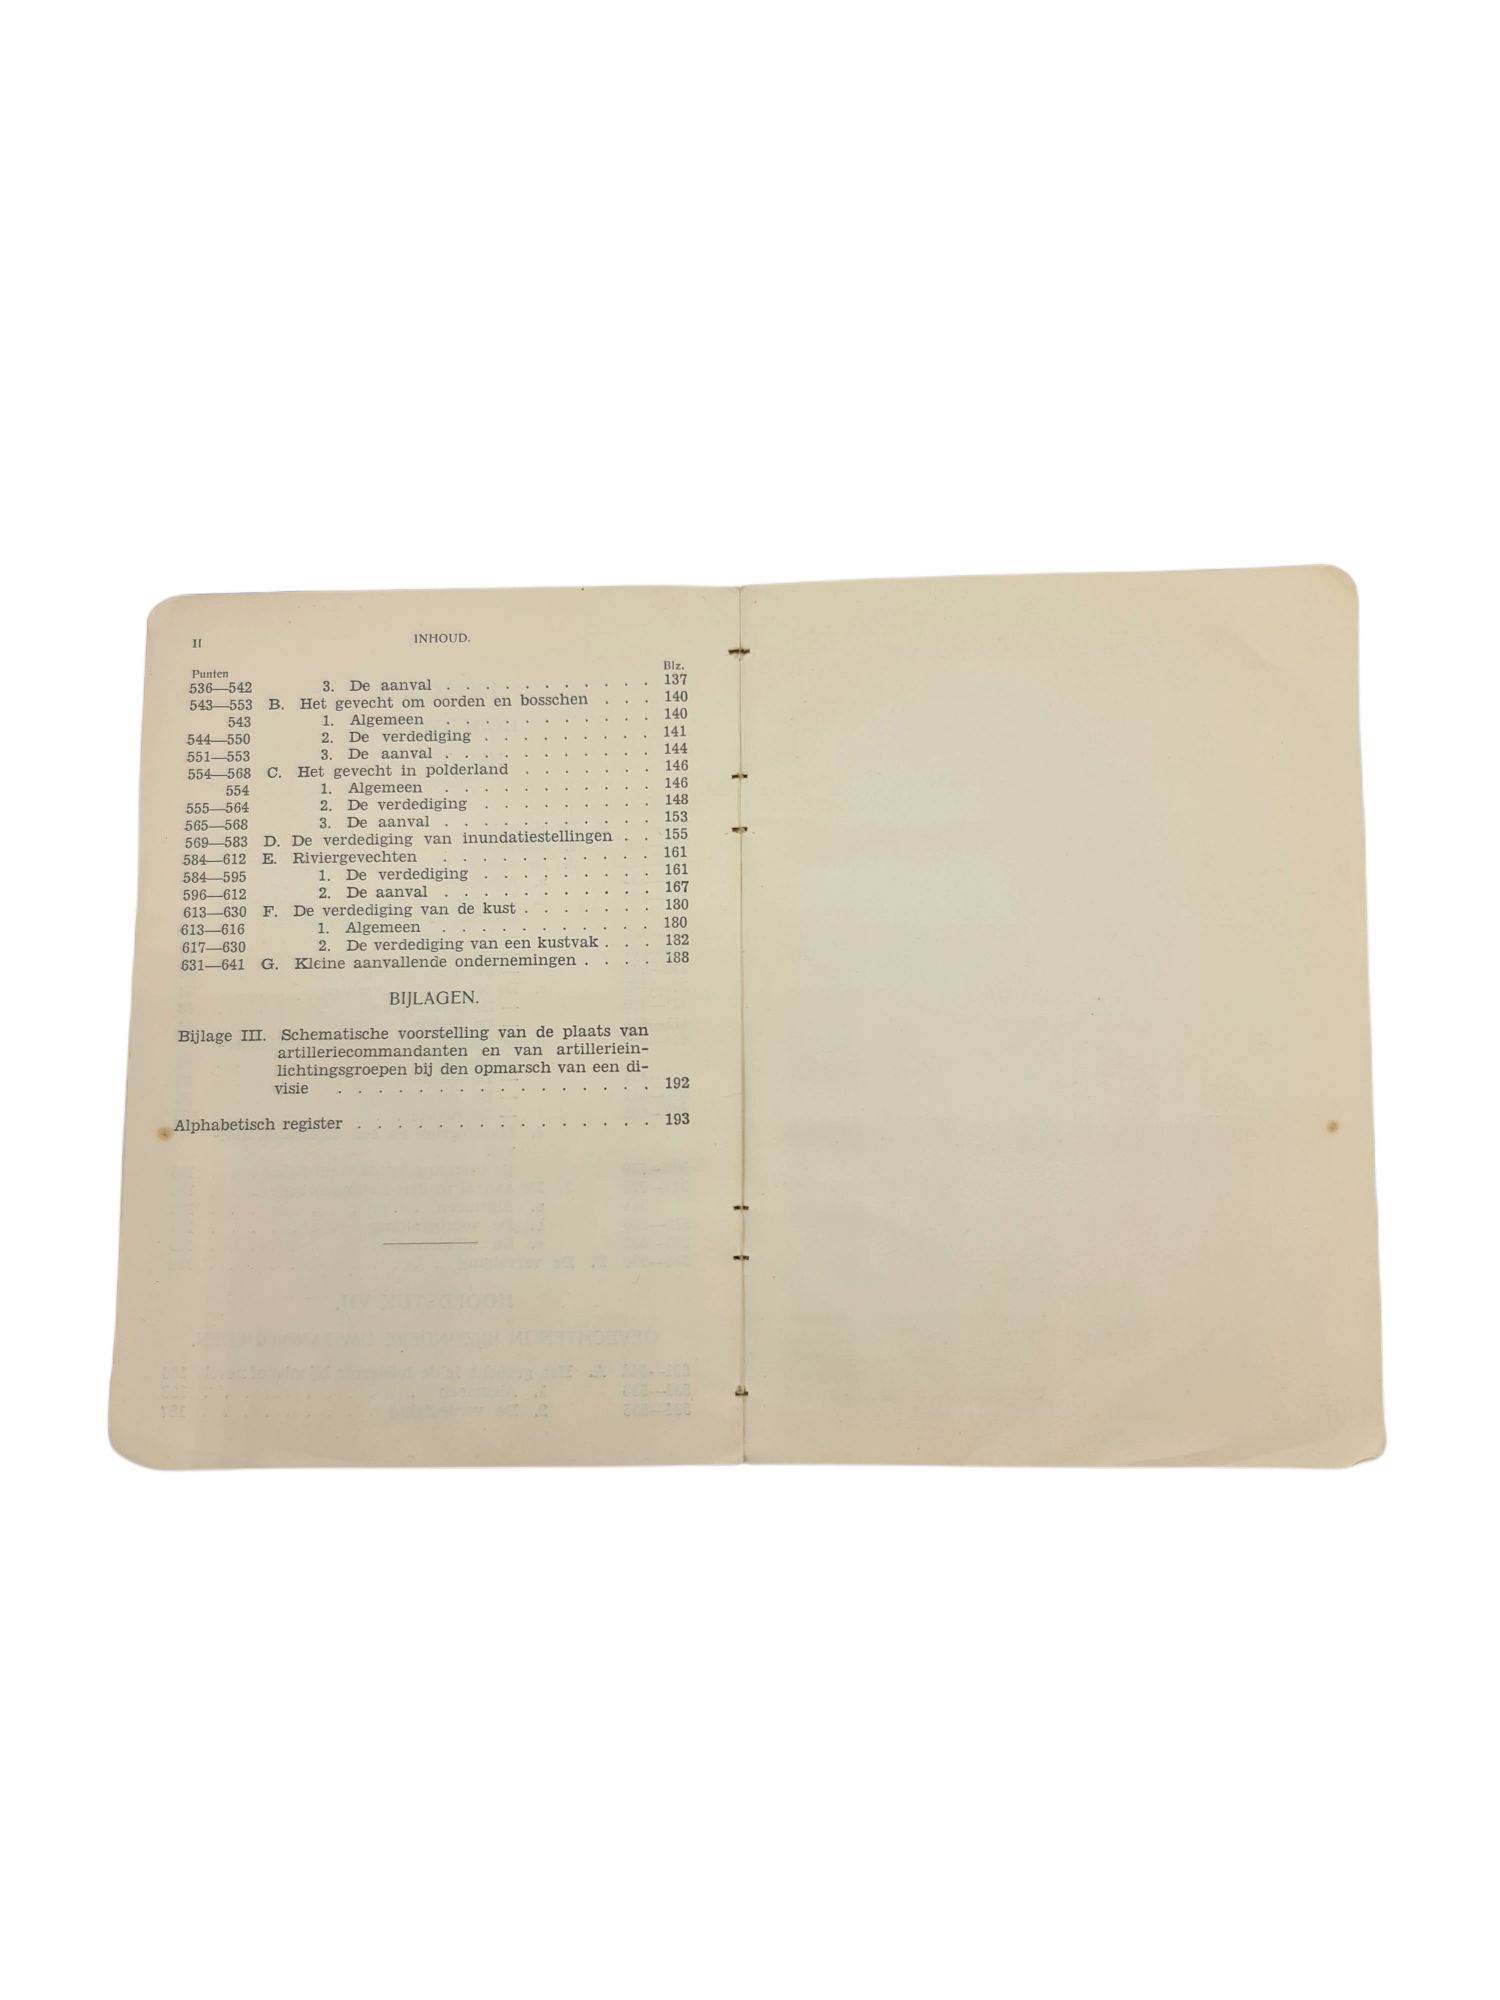 II INHOUD.
Punten Blz.
536—542 3. De aanval . . . . . . . . . . . 137
543—553 B. Het gevecht om oorden en bosschen . . . 140
543 1. Algemeen . . . . . . . . . . . 140
544—550 2. De verdediging . . . . . . . . . 141
551—553 3. De aanval . . . . . . . . . . . 144
554—568 C. Het gevecht in polderland . . . . . . . 146
554 1. Algemeen . . . . . . . . . . . 146
555—564 2. De verdediging . . . . . . . . . 148
565—568 3. De aanval . . . . . . . . . . . 153
569—583 D. De verdediging van inundatiestellingen . . 155
584—612 E. Riviergevechten . . . . . . . . . . . 161
584—595 1. De verdediging . . . . . . . . . 161
596—612 2. De aanval . . . . . . . . . . . 167
613—630 F. De verdediging van de kust . . . . . . . 180
613—616 1. Algemeen . . . . . . . . . . . 180
617—630 2. De verdediging van een kustvak . . . 182
631—641 G. Kleine aanvallende ondernemingen . . . . 188
BIJLAGEN.
Bijlage III. Schematische voorstelling van de plaats van
artilleriecommandanten en van artilleriein-
lichtingsgroepen bij den opmarsch van een di-
visie . . . . . . . . . . . . . . . . 192
Alphabetisch register . . . . . . . . . . . . . . . 193